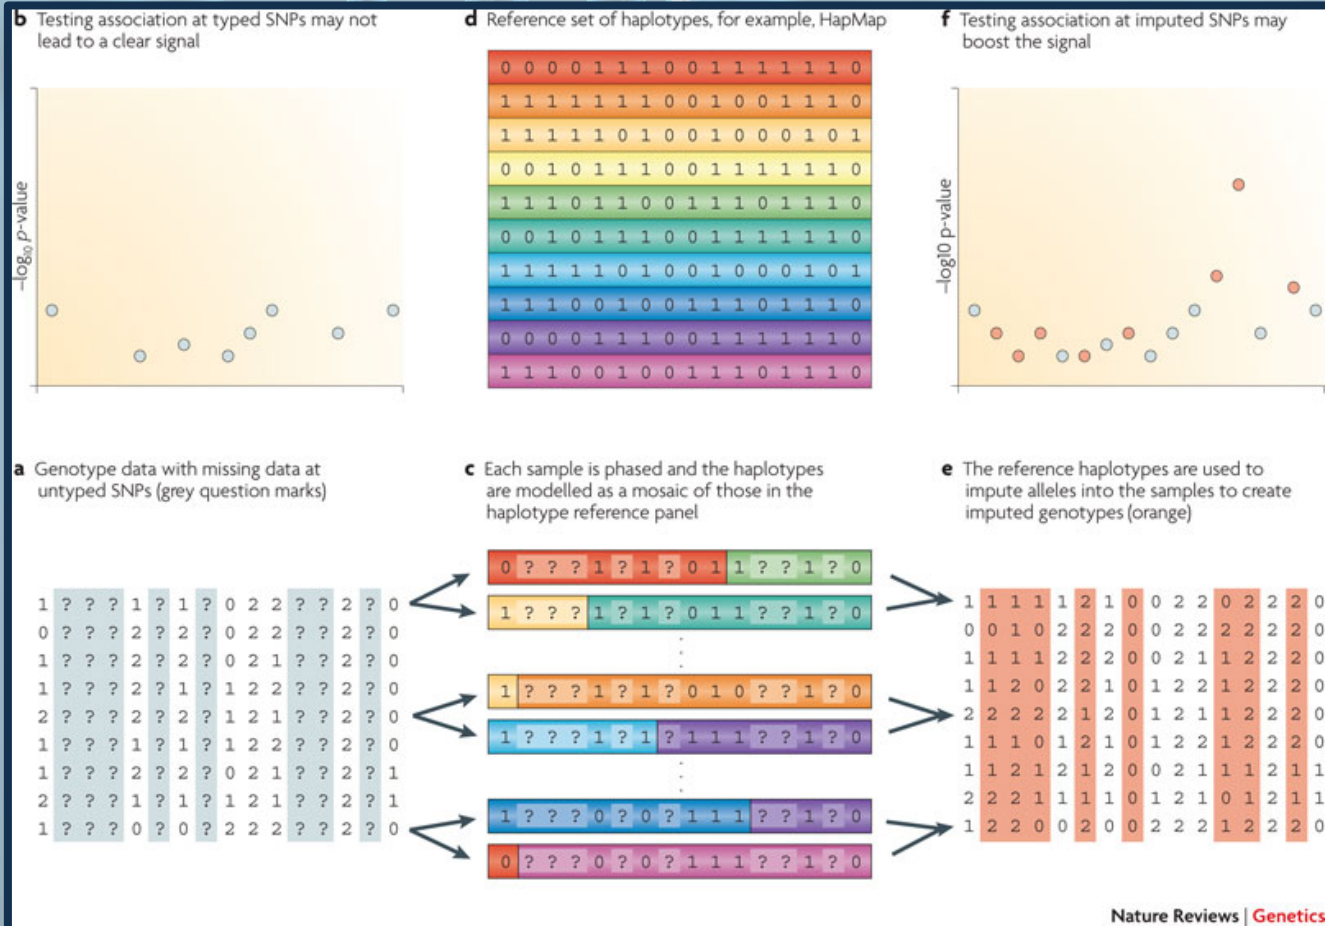 b Testing association at typed SNPs may not
lead to a clear signal
–log10 p-value
d Reference set of haplotypes, for example, HapMap
0 0 0 0 1 1 1 0 0 1 1 1 1 1 1 0
1 1 1 1 1 1 1 0 0 1 0 0 1 1 1 0
1 1 1 1 1 0 1 0 0 1 0 0 0 1 0 1
0 0 1 0 1 1 1 0 0 1 1 1 1 1 1 0
1 1 1 0 1 1 0 0 1 1 1 0 1 1 1 0
0 0 1 0 1 1 1 0 0 1 1 1 1 1 1 0
1 1 1 1 1 0 1 0 0 1 0 0 0 1 0 1
1 1 1 0 0 1 0 0 1 1 1 0 1 1 1 0
0 0 0 0 1 1 1 0 0 1 1 1 1 1 1 0
1 1 1 0 0 1 0 0 1 1 1 0 1 1 1 0
f Testing association at imputed SNPs may
boost the signal
–log10 p-value
a Genotype data with missing data at
untyped SNPs (grey question marks)
1 ? ? ? 1 ? 1 ? 0 2 2 ? ? 2 ? 0
0 ? ? ? 2 ? 2 ? 0 2 2 ? ? 2 ? 0
1 ? ? ? 2 ? 2 ? 0 2 1 ? ? 2 ? 0
1 ? ? ? 2 ? 1 ? 1 2 2 ? ? 2 ? 0
2 ? ? ? 2 ? 2 ? 1 2 1 ? ? 2 ? 0
1 ? ? ? 1 ? 1 ? 1 2 2 ? ? 2 ? 0
1 ? ? ? 2 ? 2 ? 0 2 1 ? ? 2 ? 1
2 ? ? ? 1 ? 1 ? 1 2 1 ? ? 2 ? 1
1 ? ? ? 0 ? 0 ? 2 2 2 ? ? 2 ? 0
c Each sample is phased and the haplotypes
are modelled as a mosaic of those in the
haplotype reference panel
0 ? ? ? 1 ? 1 ? 0 1 1 ? ? 1 ? 0
1 ? ? ? 1 ? 1 ? 0 1 1 ? ? 1 ? 0
1 ? ? ? 1 ? 1 ? 0 1 0 ? ? 1 ? 0
1 ? ? ? 1 ? 1 ? 1 1 1 ? ? 1 ? 0
1 ? ? ? 0 ? 0 ? 1 1 1 ? ? 1 ? 0
0 ? ? ? 0 ? 0 ? 1 1 1 ? ? 1 ? 0
e The reference haplotypes are used to
impute alleles into the samples to create
imputed genotypes (orange)
1 1 1 1 1 2 1 0 0 2 2 0 2 2 2 0
0 0 1 0 2 2 2 0 0 2 2 2 2 2 2 0
1 1 1 1 2 2 2 0 0 2 1 1 2 2 2 0
1 1 2 0 2 2 1 0 1 2 2 1 2 2 2 0
2 2 2 2 2 1 2 0 1 2 1 1 2 2 2 0
1 1 1 0 1 2 1 0 1 2 2 1 2 2 2 0
1 1 2 1 2 1 2 0 0 2 1 1 1 2 1 1
2 2 2 1 1 1 1 0 1 2 1 0 1 2 1 1
1 2 2 0 0 2 0 0 2 2 2 1 2 2 2 0
Nature Reviews | Genetics